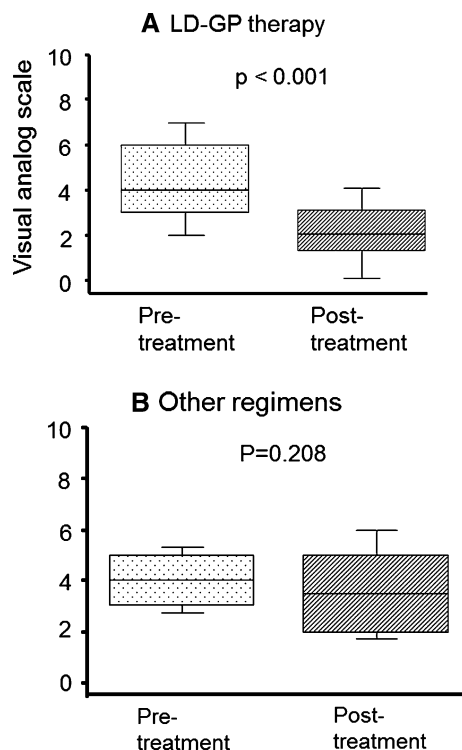 A LD-GP therapy
Visual analog scale
10
8
6
4
2
0
p < 0.001
Pre-
treatment
Post-
treatment
B Other regimens
10
8
6
4
2
0
P=0.208
Pre-
treatment
Post-
treatment